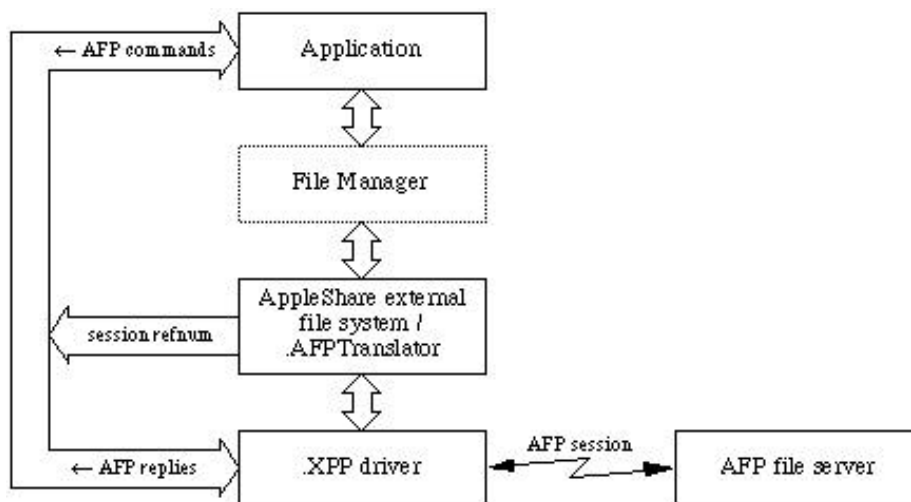 ← AFP commands
Application
File Manager
AppleShare external
file system /
.AFPTranslator
session refnum
← AFP replies
.XPP driver
AFP session
AFP file server